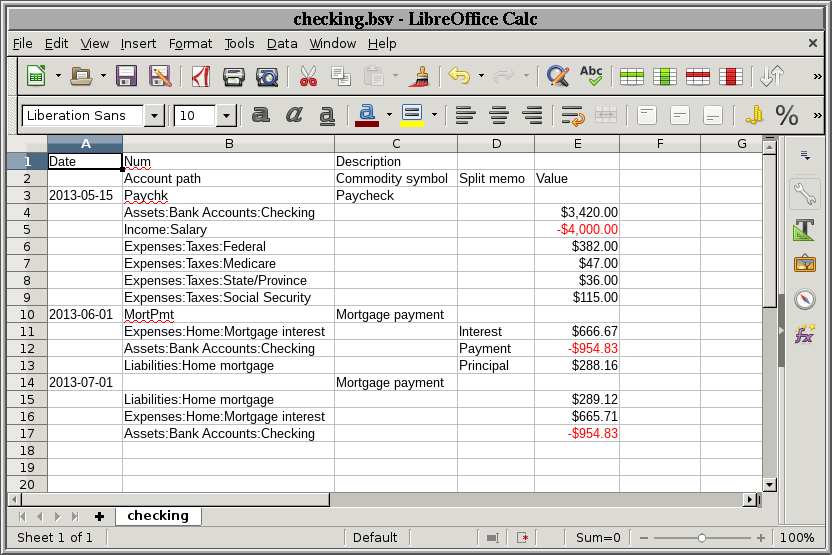 checking.bsv - LibreOffice Calc
File Edit View Insert Format Tools Data Window Help ×
Abc »
Liberation Sans 10 a a a a % »
A B C D E F G
1 Date Num Description
2 Account path Commodity symbol Split memo Value
3 2013-05-15 Paychk Paycheck
4 Assets:Bank Accounts:Checking $3,420.00
5 Income:Salary -$4,000.00
6 Expenses:Taxes:Federal $382.00
7 Expenses:Taxes:Medicare $47.00
8 Expenses:Taxes:State/Province $36.00
9 Expenses:Taxes:Social Security $115.00
10 2013-06-01 MortPmt Mortgage payment
11 Expenses:Home:Mortgage interest Interest $666.67
12 Assets:Bank Accounts:Checking Payment -$954.83
13 Liabilities:Home mortgage Principal $288.16
14 2013-07-01 Mortgage payment
15 Liabilities:Home mortgage $289.12
16 Expenses:Home:Mortgage interest $665.71
17 Assets:Bank Accounts:Checking -$954.83
18
19
20
checking
Sheet 1 of 1 Default Sum=0 100%